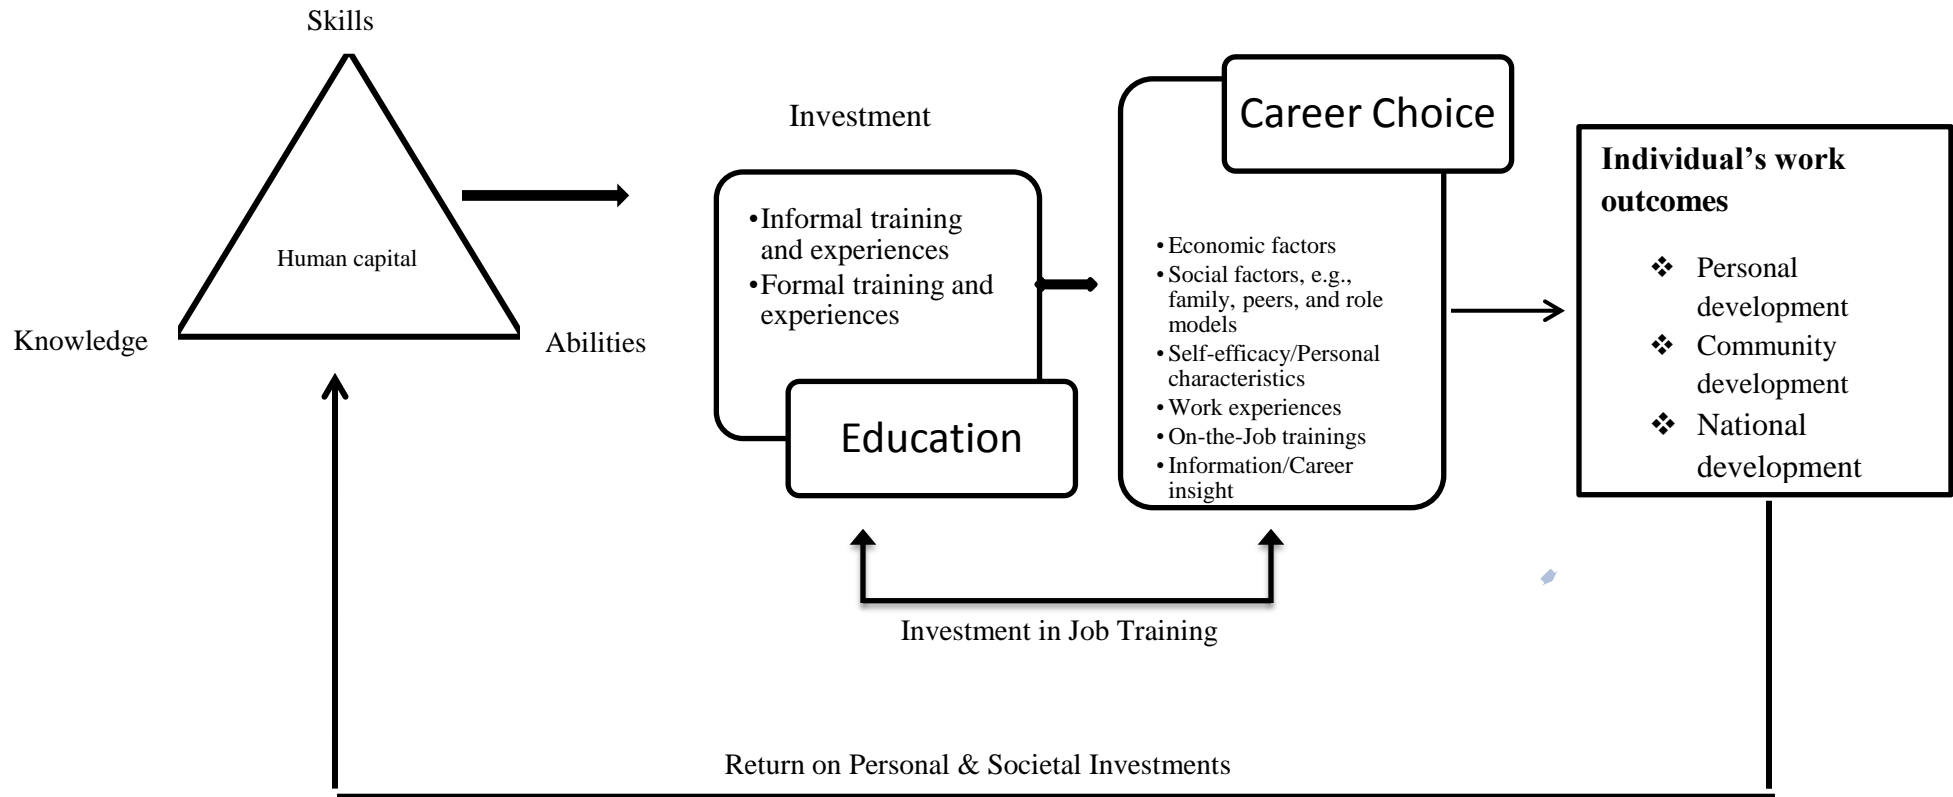 Skills
Human capital
Knowledge
Abilities
Investment
•Informal training
and experiences
•Formal training and
experiences
Education
Career Choice
•Economic factors
•Social factors, e.g.,
family, peers, and role
models
•Self-efficacy/Personal
characteristics
•Work experiences
•On-the-Job trainings
•Information/Career
insight
Individual’s work
outcomes
❖ Personal
development
❖ Community
development
❖ National
development
Investment in Job Training
Return on Personal & Societal Investments